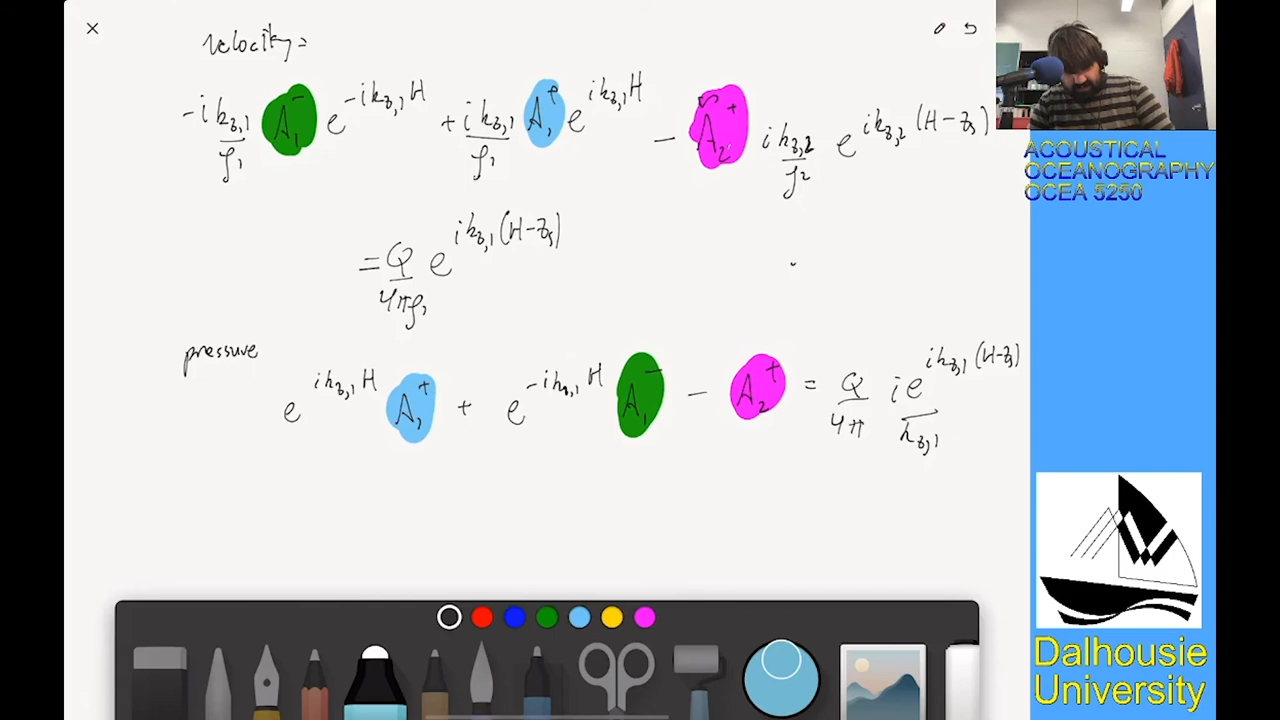 velocity:
-ik_{z,1}/ρ_1 A_1^- e^{-ik_{z,1}H} + ik_{z,1}/ρ_1 A_1^+ e^{ik_{z,1}H} - A_2^+ ik_{z,2}/ρ_2 e^{ik_{z,2}(H-z_s)}
= Q/4πρ_1 e^{ik_{z,1}(H-z_s)}
pressure
e^{ik_{z,1}H} A_1^+ + e^{-ik_{z,1}H} A_1^- - A_2^+ = Q/4π ie^{ik_{z,1}(H-z_s)}/k_{z,1}
ACOUSTICAL
OCEANOGRAPHY
OCEA 5250
Dalhousie
University